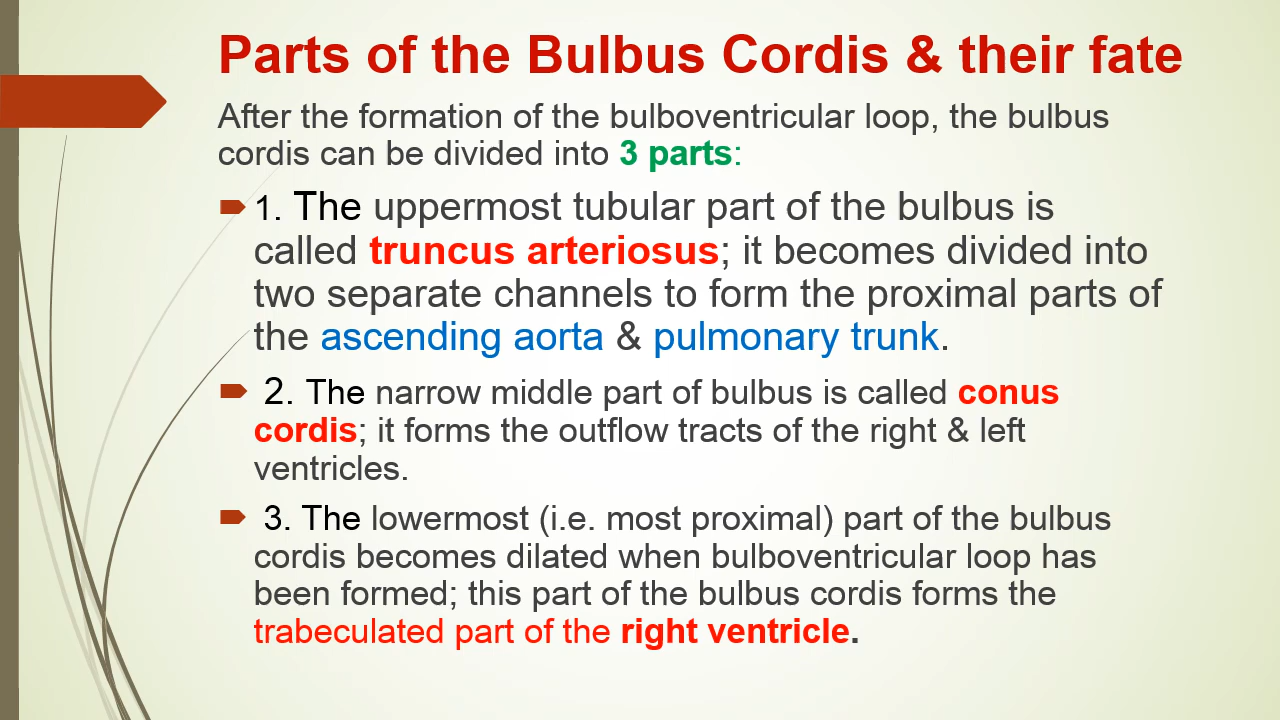 Parts of the Bulbus Cordis & their fate
After the formation of the bulboventricular loop, the bulbus
cordis can be divided into 3 parts:
1. The uppermost tubular part of the bulbus is
called truncus arteriosus; it becomes divided into
two separate channels to form the proximal parts of
the ascending aorta & pulmonary trunk.
2. The narrow middle part of bulbus is called conus
cordis; it forms the outflow tracts of the right & left
ventricles.
3. The lowermost (i.e. most proximal) part of the bulbus
cordis becomes dilated when bulboventricular loop has
been formed; this part of the bulbus cordis forms the
trabeculated part of the right ventricle.